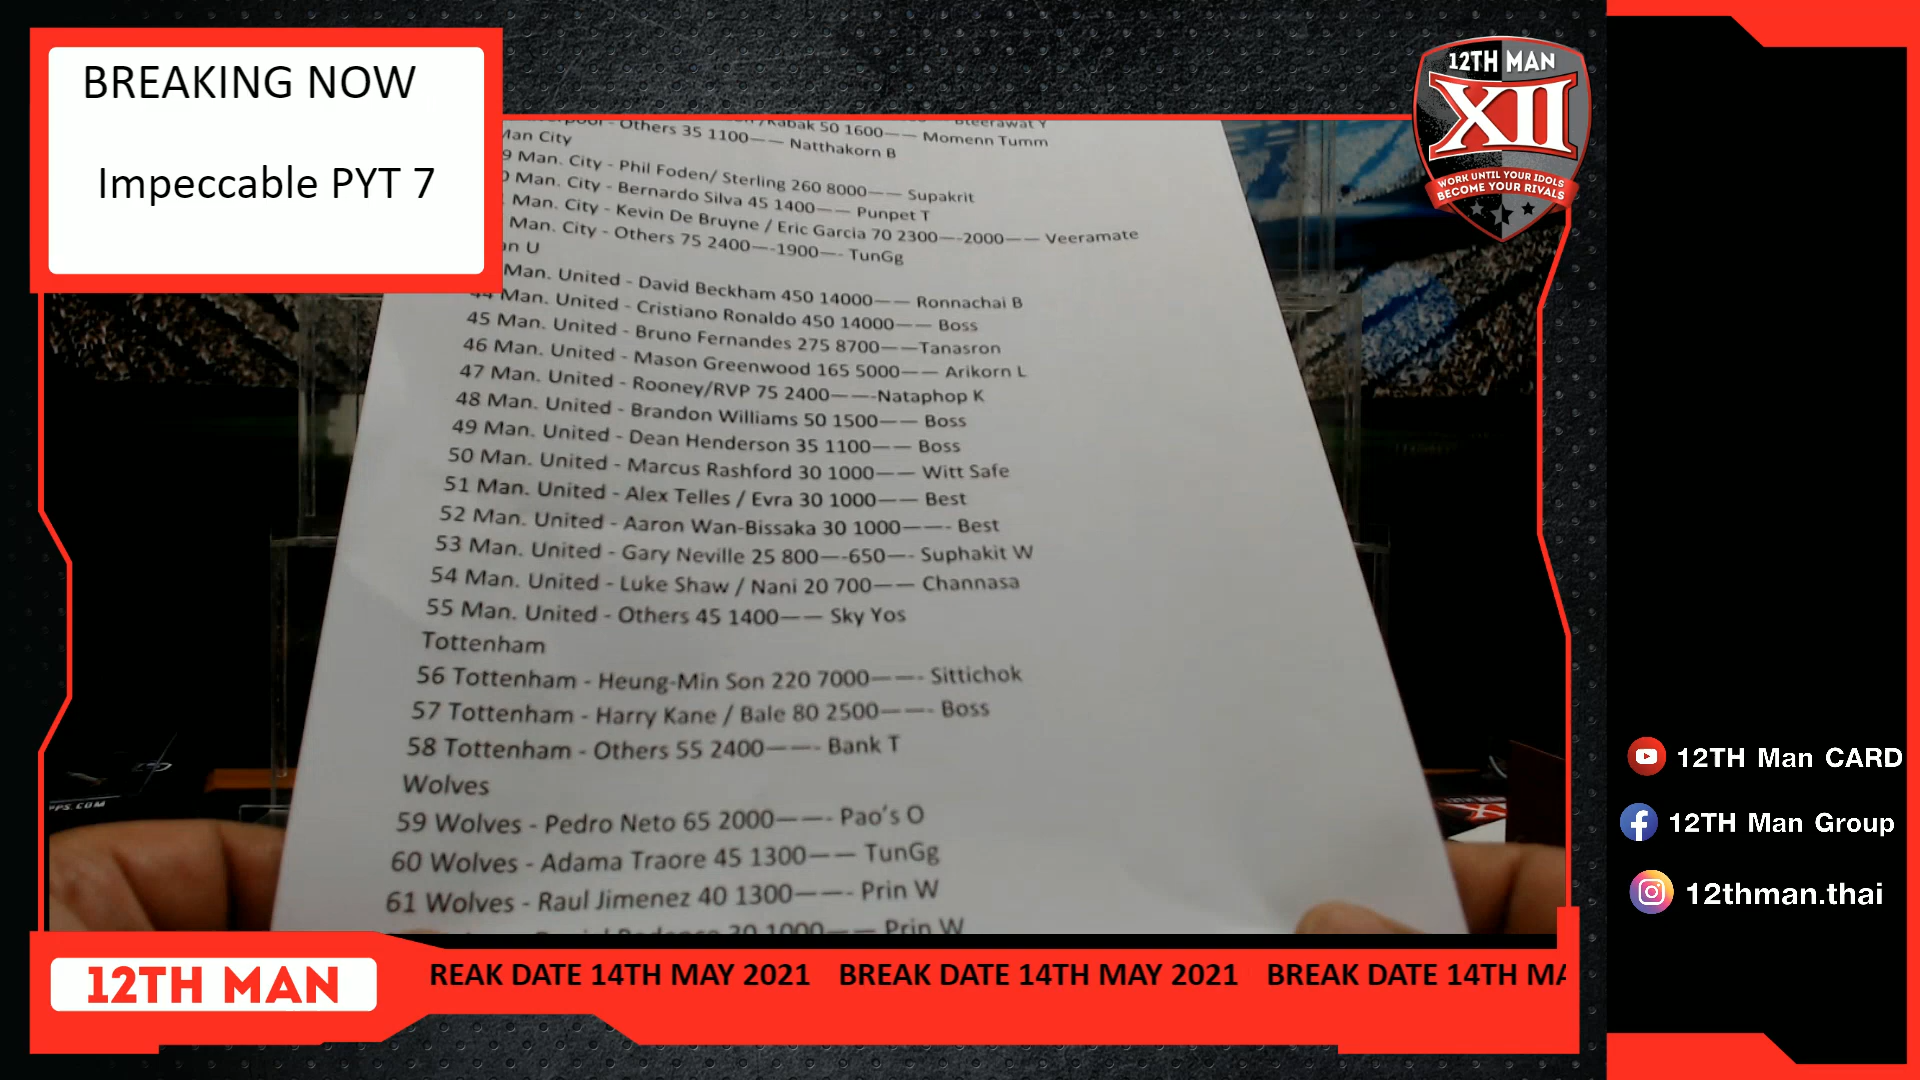 BREAKING NOW
Impeccable PYT 7
12TH MAN
XII
WORK UNTIL YOUR IDOLS
BECOME YOUR RIVALS
/Kabak 50 1600—— Momenn Tumm
Others 35 1100—— Natthakorn B
Man City
9 Man. City - Phil Foden/ Sterling 260 8000—— Supakrit
0 Man. City - Bernardo Silva 45 1400—— Punpet T
Man. City - Kevin De Bruyne / Eric Garcia 70 2300—-2000—— Veeramate
Man. City - Others 75 2400—-1900—- TunGg
an U
Man. United - David Beckham 450 14000—— Ronnachai B
44 Man. United - Cristiano Ronaldo 450 14000—— Boss
45 Man. United - Bruno Fernandes 275 8700——Tanasron
46 Man. United - Mason Greenwood 165 5000—— Arikorn L
47 Man. United - Rooney/RVP 75 2400——-Nataphop K
48 Man. United - Brandon Williams 50 1500—— Boss
49 Man. United - Dean Henderson 35 1100—— Boss
50 Man. United - Marcus Rashford 30 1000—— Witt Safe
51 Man. United - Alex Telles / Evra 30 1000—— Best
52 Man. United - Aaron Wan-Bissaka 30 1000——- Best
53 Man. United - Gary Neville 25 800—-650—- Suphakit W
54 Man. United - Luke Shaw / Nani 20 700—— Channasa
55 Man. United - Others 45 1400—— Sky Yos
Tottenham
56 Tottenham - Heung-Min Son 220 7000——- Sittichok
57 Tottenham - Harry Kane / Bale 80 2500——- Boss
58 Tottenham - Others 55 2400——- Bank T
Wolves
59 Wolves - Pedro Neto 65 2000——- Pao's O
60 Wolves - Adama Traore 45 1300—— TunGg
61 Wolves - Raul Jimenez 40 1300——- Prin W
1000—— Prin W
12TH Man CARD
12TH Man Group
12thman.thai
12TH MAN
REAK DATE 14TH MAY 2021 BREAK DATE 14TH MAY 2021 BREAK DATE 14TH MA